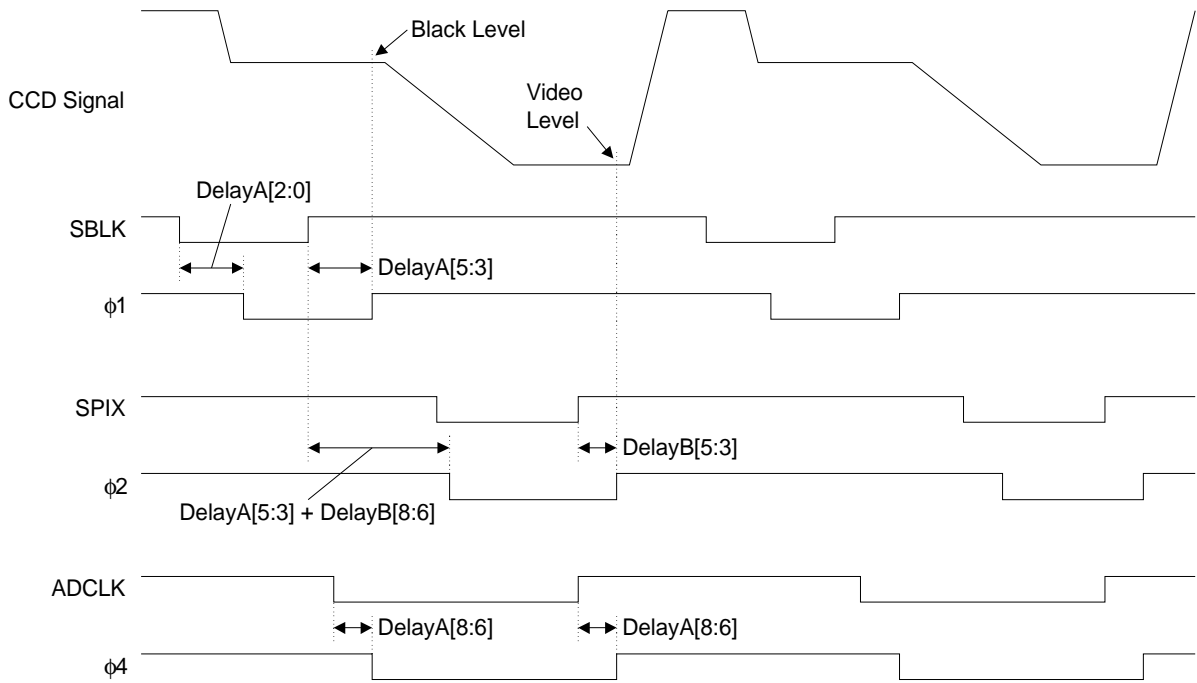 Black Level
CCD Signal
Video
Level
DelayA[2:0]
SBLK
DelayA[5:3]
ϕ1
SPIX
DelayB[5:3]
ϕ2
DelayA[5:3] + DelayB[8:6]
ADCLK
DelayA[8:6]
DelayA[8:6]
ϕ4